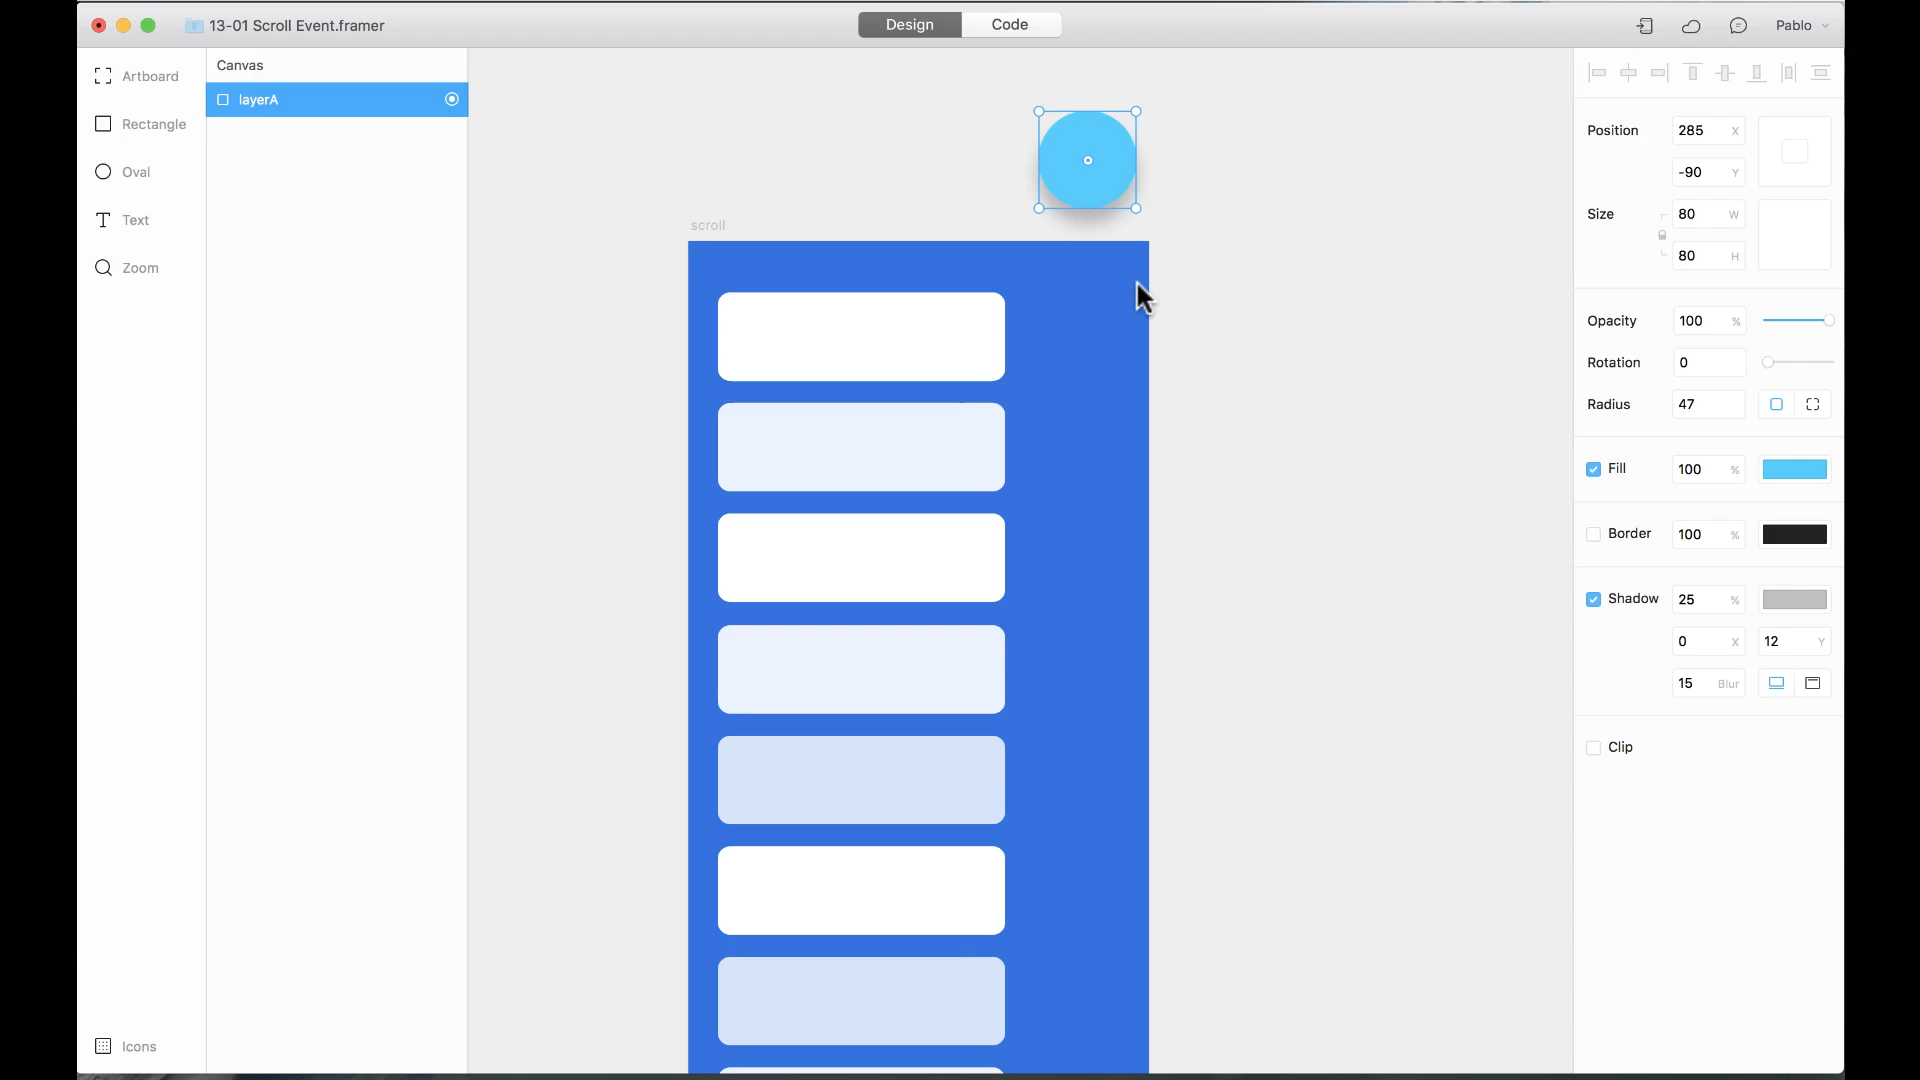 13-01 Scroll Event.framer
Design
Code
Pablo
Artboard
Rectangle
Oval
Text
Zoom
Icons
Canvas
layerA
scroll
Position 285 X
-90 Y
Size 80 W
80 H
Opacity 100 %
Rotation 0
Radius 47
Fill 100 %
Border 100 %
Shadow 25 %
0 X 12 Y
15 Blur
Clip